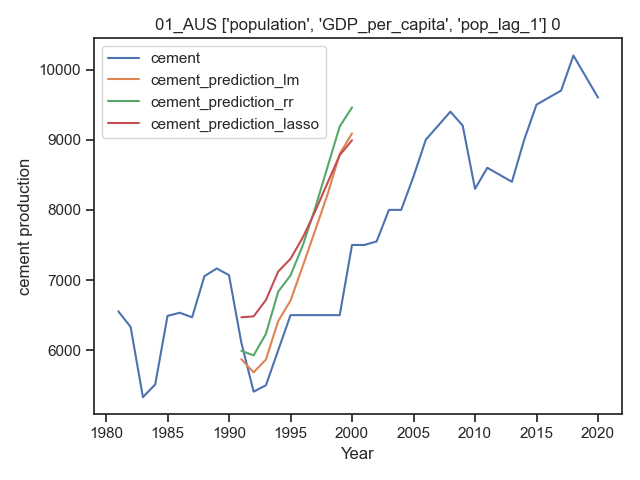 01_AUS ['population', 'GDP_per_capita', 'pop_lag_1'] 0
cement
cement_prediction_lm
cement_prediction_rr
cement_prediction_lasso
cement production
10000
9000
8000
7000
6000
1980 1985 1990 1995 2000 2005 2010 2015 2020
Year